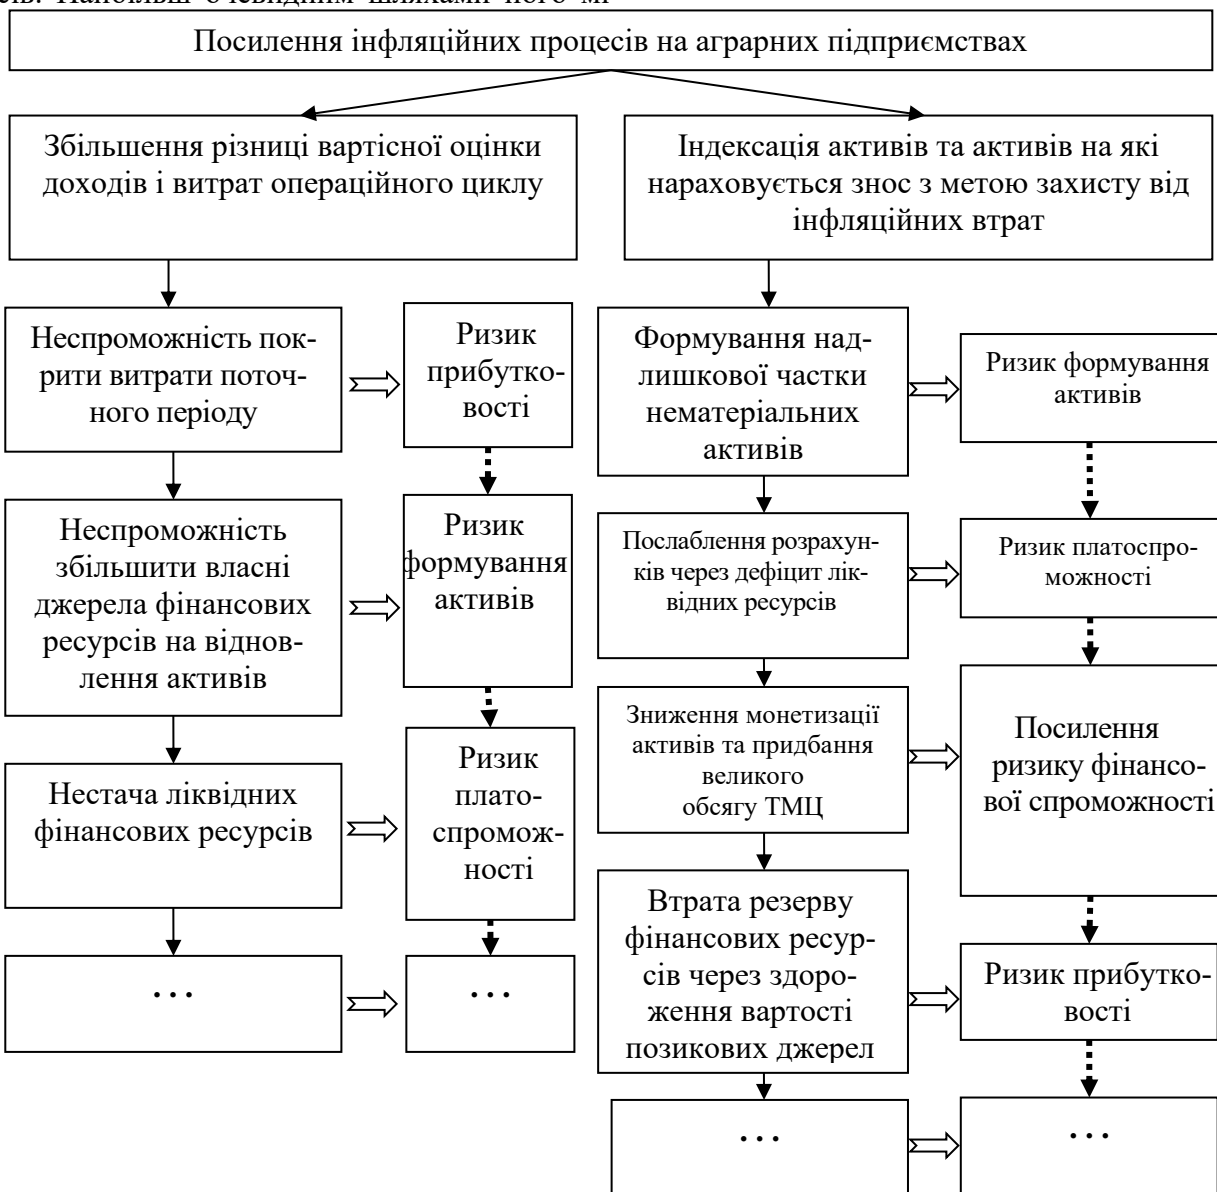 Найбільш очевидним шляхами його мі-
Посилення інфляційних процесів на аграрних підприємствах
Збільшення різниці вартісної оцінки
доходів і витрат операційного циклу
Індексація активів та активів на які
нараховується знос з метою захисту від
інфляційних втрат
Неспроможність пок-
рити витрати поточ-
ного періоду
Ризик
прибутко-
вості
Неспроможність
збільшити власні
джерела фінансових
ресурсів на віднов-
лення активів
Ризик
формування
активів
Нестача ліквідних
фінансових ресурсів
Ризик
плато-
спромож-
ності
...
...
Формування над-
лишкової частки
нематеріальних
активів
Ризик формування
активів
Послаблення розрахун-
ків через дефіцит лік-
відних ресурсів
Ризик платоспро-
можності
Зниження монетизації
активів та придбання
великого
обсягу ТМЦ
Посилення
ризику фінансо-
вої спроможності
Втрата резерву
фінансових ресур-
сів через здоро-
ження вартості
позикових джерел
Ризик прибутко-
вості
...
...